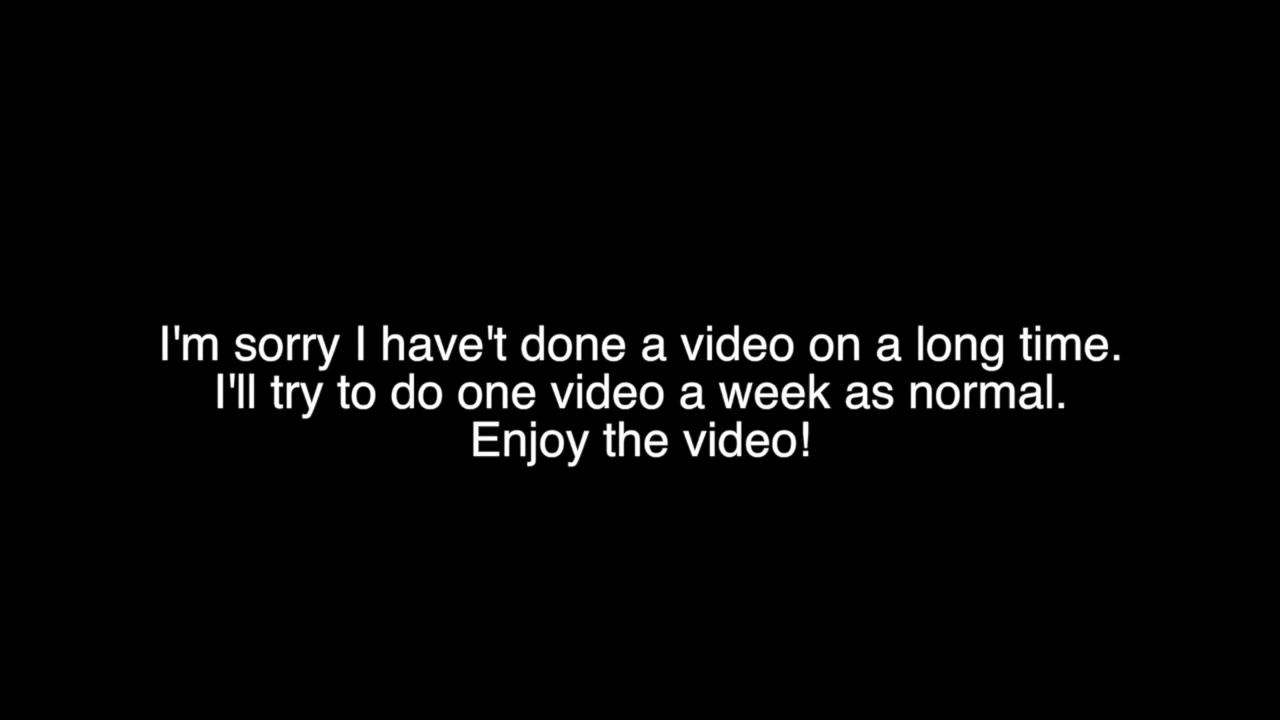 I'm sorry I have't done a video on a long time.
I'll try to do one video a week as normal.
Enjoy the video!